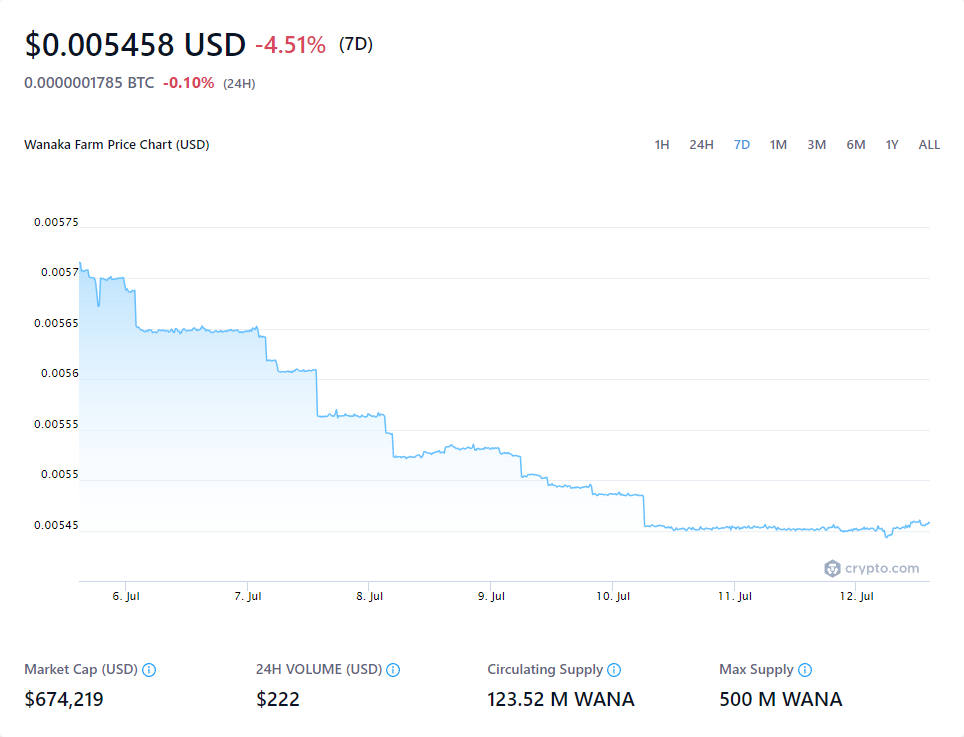 $0.005458 USD -4.51% (7D)
0.0000001785 BTC -0.10% (24H)
Wanaka Farm Price Chart (USD) 1H 24H 7D 1M 3M 6M 1Y ALL
0.00575
0.0057
0.00565
0.0056
0.00555
0.0055
0.00545
crypto.com
6. Jul 7. Jul 8. Jul 9. Jul 10. Jul 11. Jul 12. Jul
Market Cap (USD) 24H VOLUME (USD) Circulating Supply Max Supply
$674,219 $222 123.52 M WANA 500 M WANA